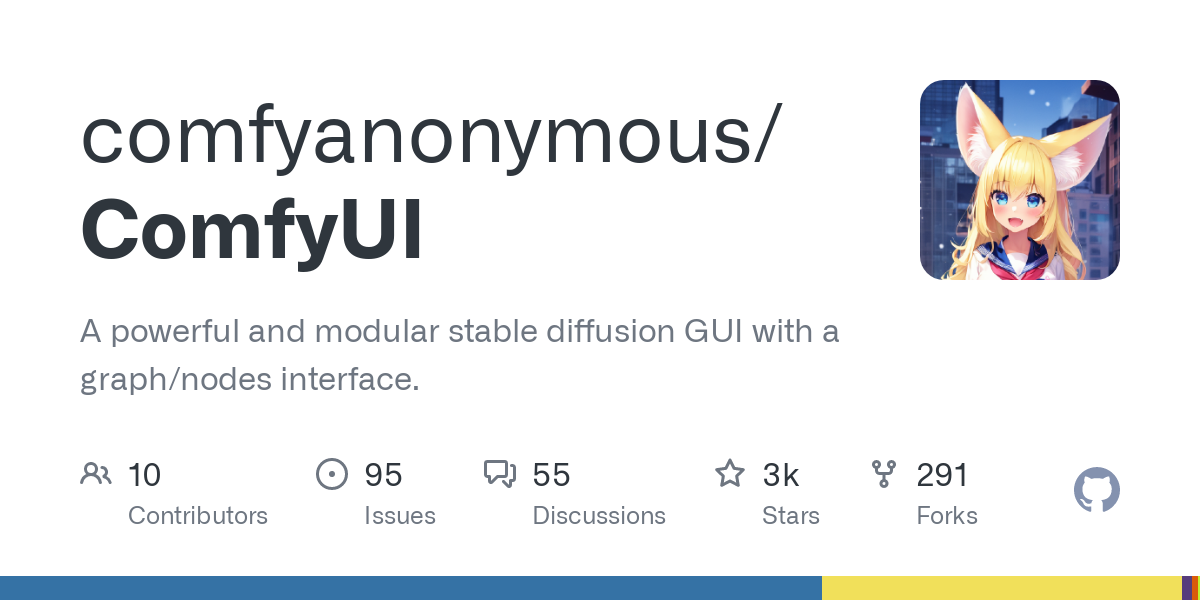 comfyanonymous/
ComfyUI
A powerful and modular stable diffusion GUI with a
graph/nodes interface.
10 95 55 3k 291
Contributors Issues Discussions Stars Forks